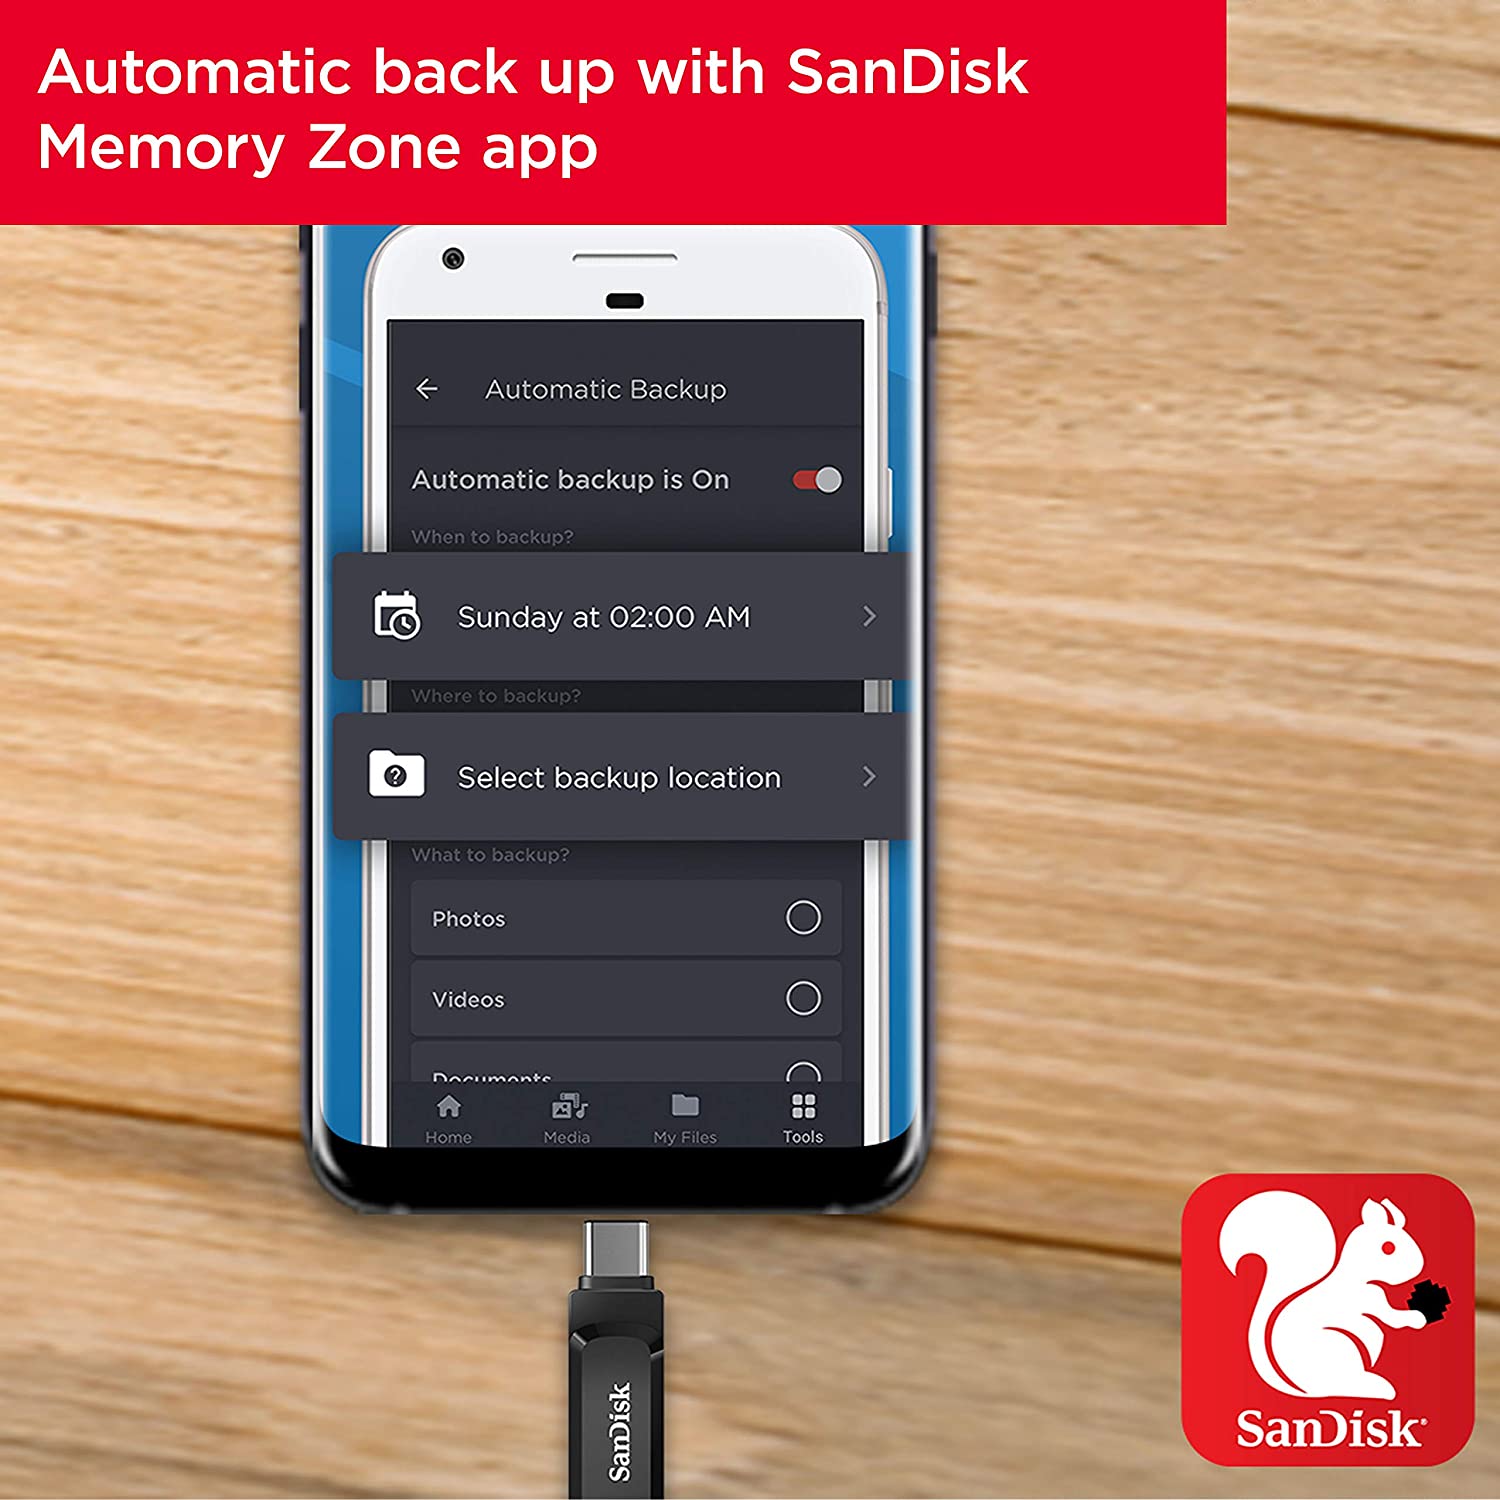 Automatic back up with SanDisk
Memory Zone app
Automatic Backup
Automatic backup is On
When to backup?
Sunday at 02:00 AM
Where to backup?
Select backup location
What to backup?
Photos
Videos
Documents
Home Media My Files Tools
SanDisk
SanDisk